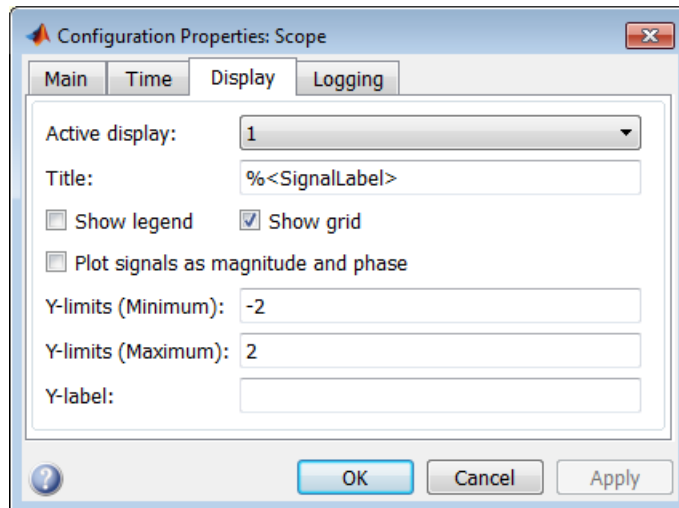 Configuration Properties: Scope
Main Time Display Logging
Active display: 1
Title: %<SignalLabel>
Show legend Show grid
Plot signals as magnitude and phase
Y-limits (Minimum): -2
Y-limits (Maximum): 2
Y-label:
? OK Cancel Apply